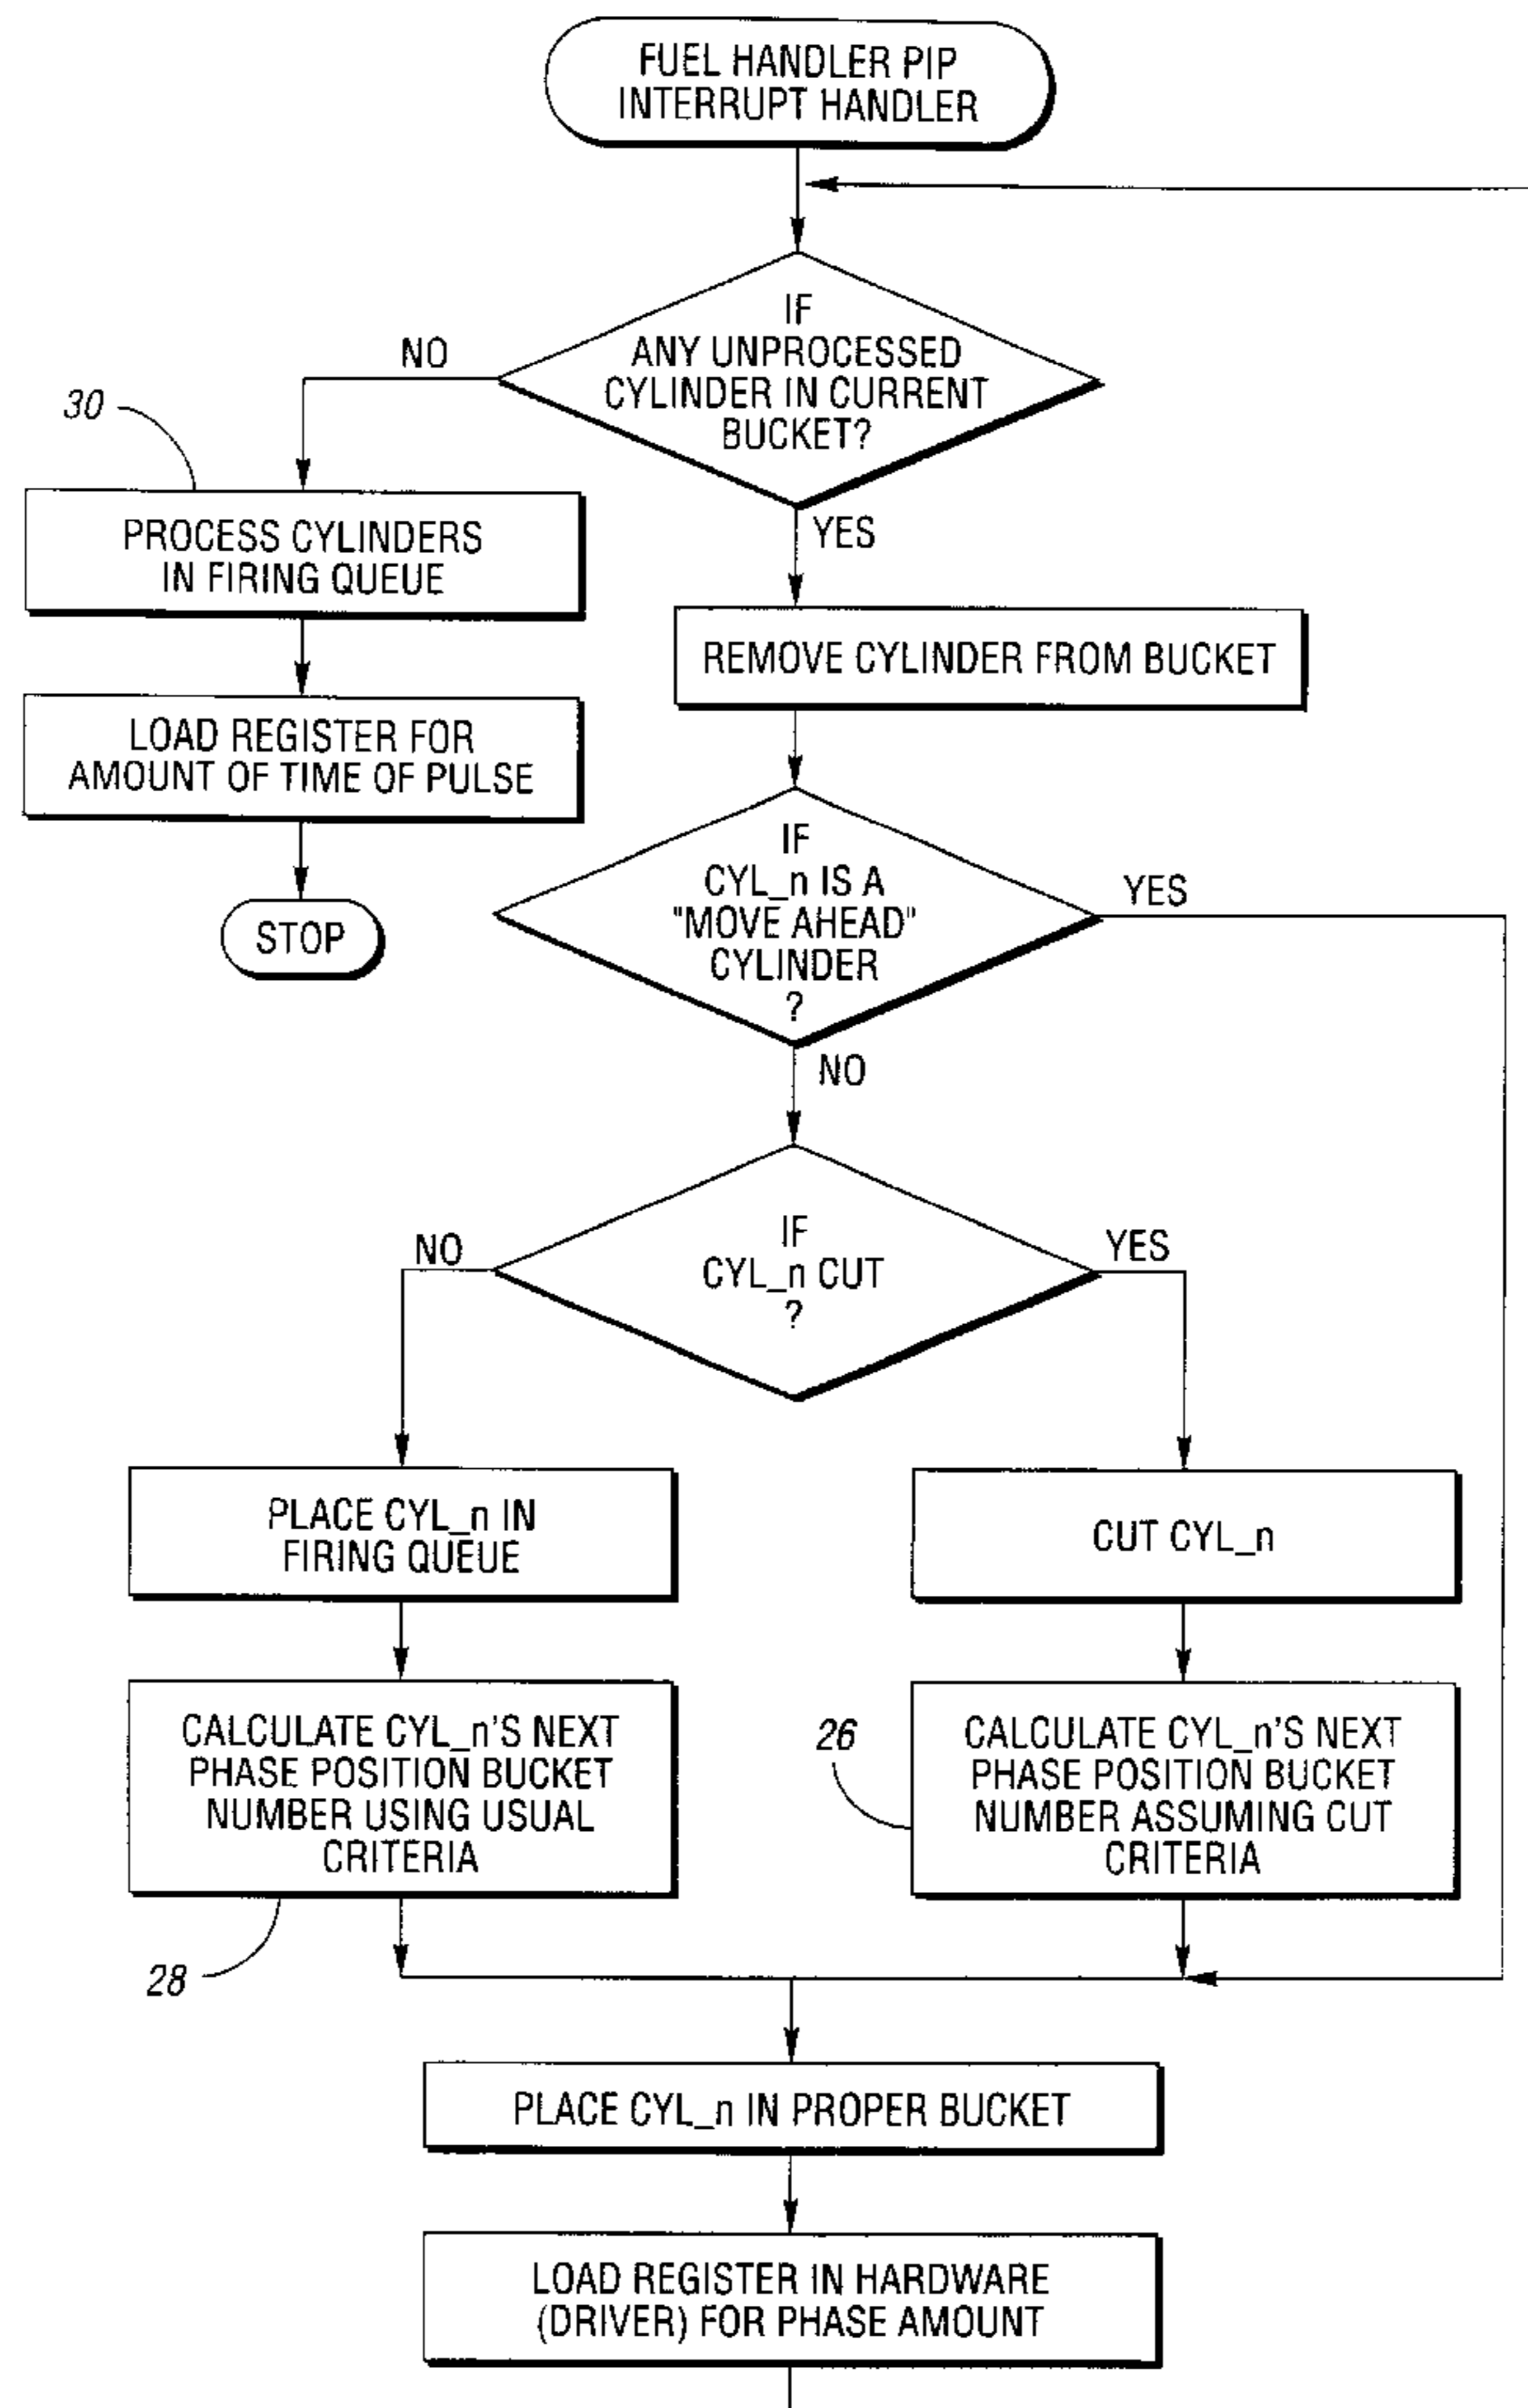 FUEL HANDLER PIP
INTERRUPT HANDLER
IF
ANY UNPROCESSED
CYLINDER IN CURRENT
BUCKET?
NO
YES
30
PROCESS CYLINDERS
IN FIRING QUEUE
LOAD REGISTER FOR
AMOUNT OF TIME OF PULSE
STOP
REMOVE CYLINDER FROM BUCKET
IF
CYL_n IS A
"MOVE AHEAD"
CYLINDER
?
YES
NO
IF
CYL_n CUT
?
NO
YES
PLACE CYL_n IN
FIRING QUEUE
CUT CYL_n
CALCULATE CYL_n'S NEXT
PHASE POSITION BUCKET
NUMBER USING USUAL
CRITERIA
28
26
CALCULATE CYL_n'S NEXT
PHASE POSITION BUCKET
NUMBER ASSUMING CUT
CRITERIA
PLACE CYL_n IN PROPER BUCKET
LOAD REGISTER IN HARDWARE
(DRIVER) FOR PHASE AMOUNT